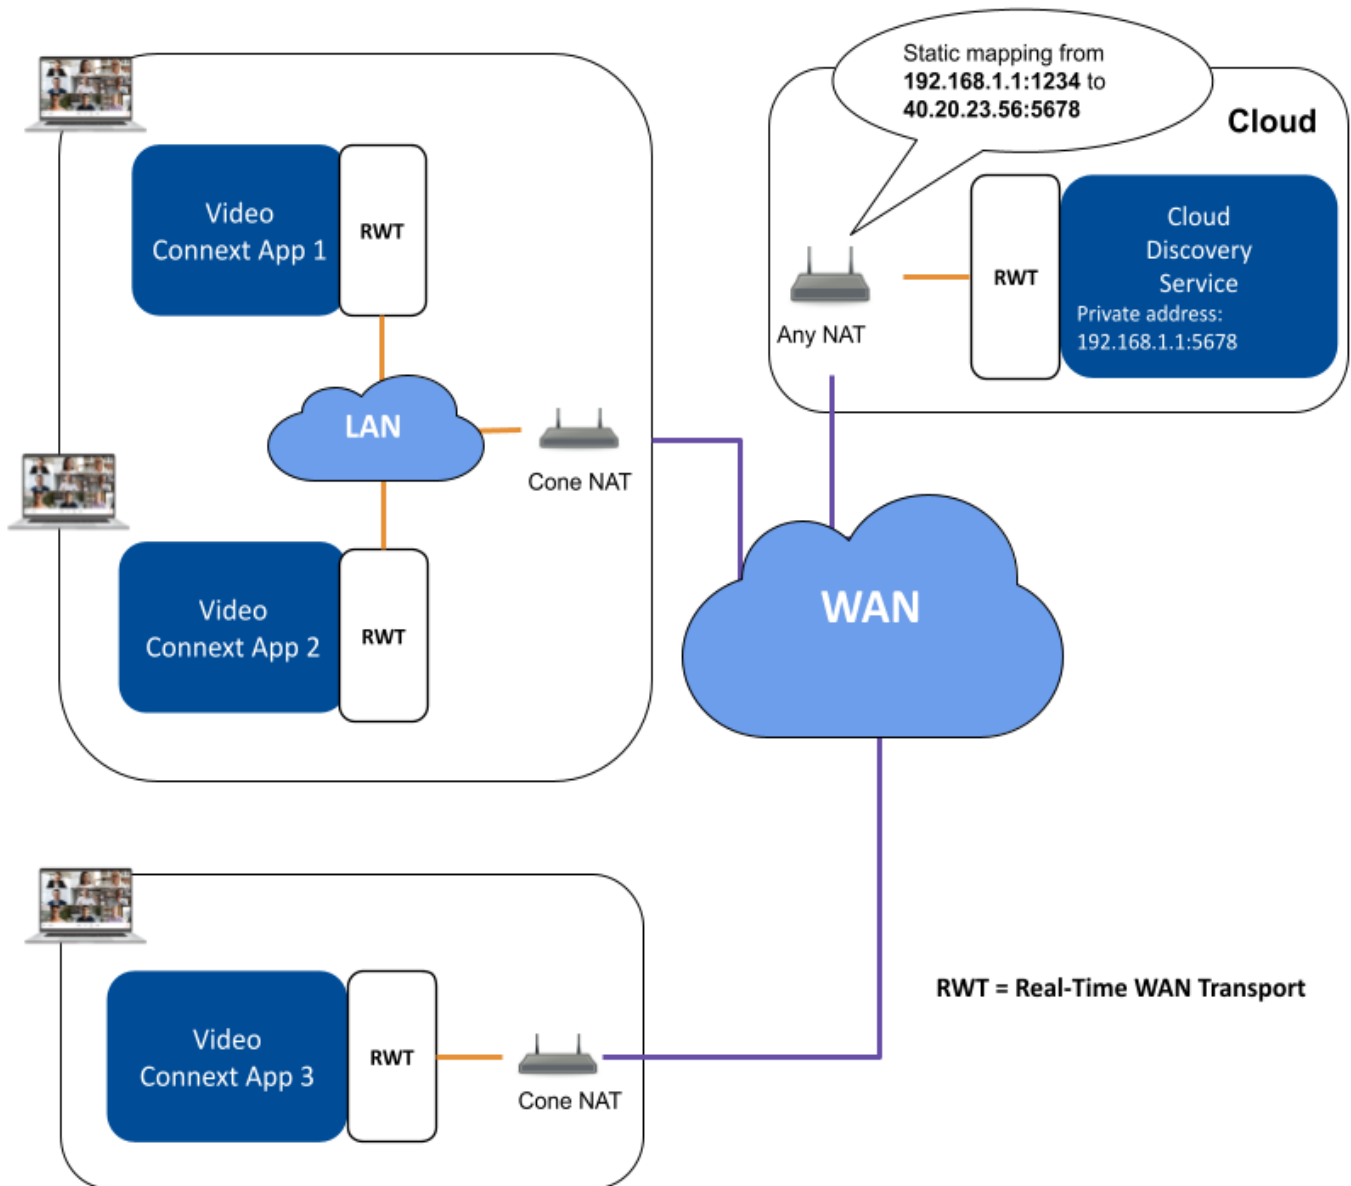 Static mapping from
192.168.1.1:1234 to
40.20.23.56:5678
Cloud
Video
Connext App 1
RWT
Cloud
Discovery
Service
Private address:
192.168.1.1:5678
RWT
Any NAT
LAN
Cone NAT
Video
Connext App 2
RWT
WAN
RWT = Real-Time WAN Transport
Video
Connext App 3
RWT
Cone NAT